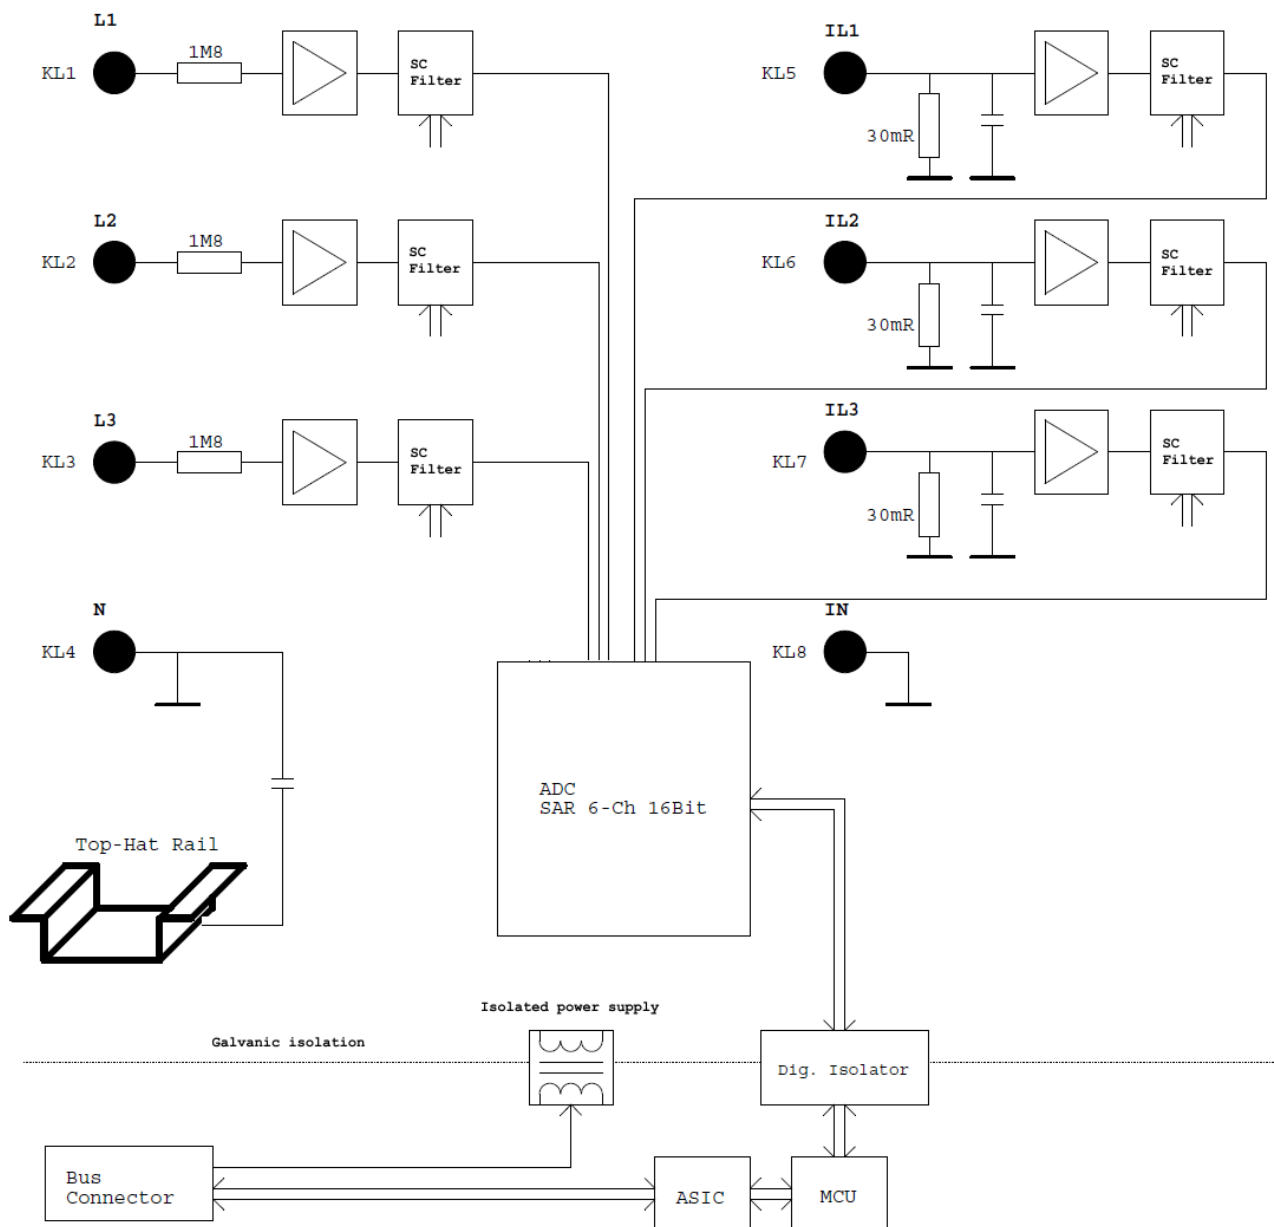 L1
KL1
1M8
SC
Filter
IL1
KL5
30mR
SC
Filter
L2
KL2
1M8
SC
Filter
IL2
KL6
30mR
SC
Filter
L3
KL3
1M8
SC
Filter
IL3
KL7
30mR
SC
Filter
N
KL4
IN
KL8
ADC
SAR 6-Ch 16Bit
Top-Hat Rail
Isolated power supply
Galvanic isolation
Dig. Isolator
Bus
Connector
ASIC
MCU